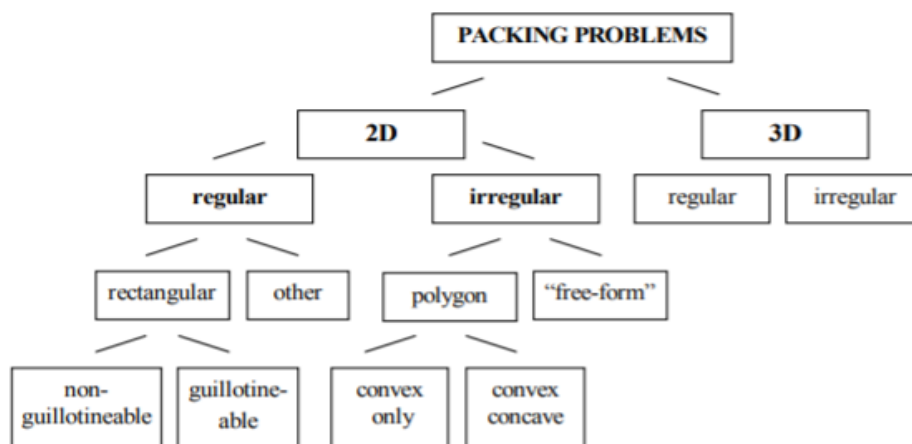 PACKING PROBLEMS
2D
3D
regular
irregular
regular
irregular
rectangular
other
polygon
“free-form”
non-
guillotineable
guillotine-
able
convex
only
convex
concave